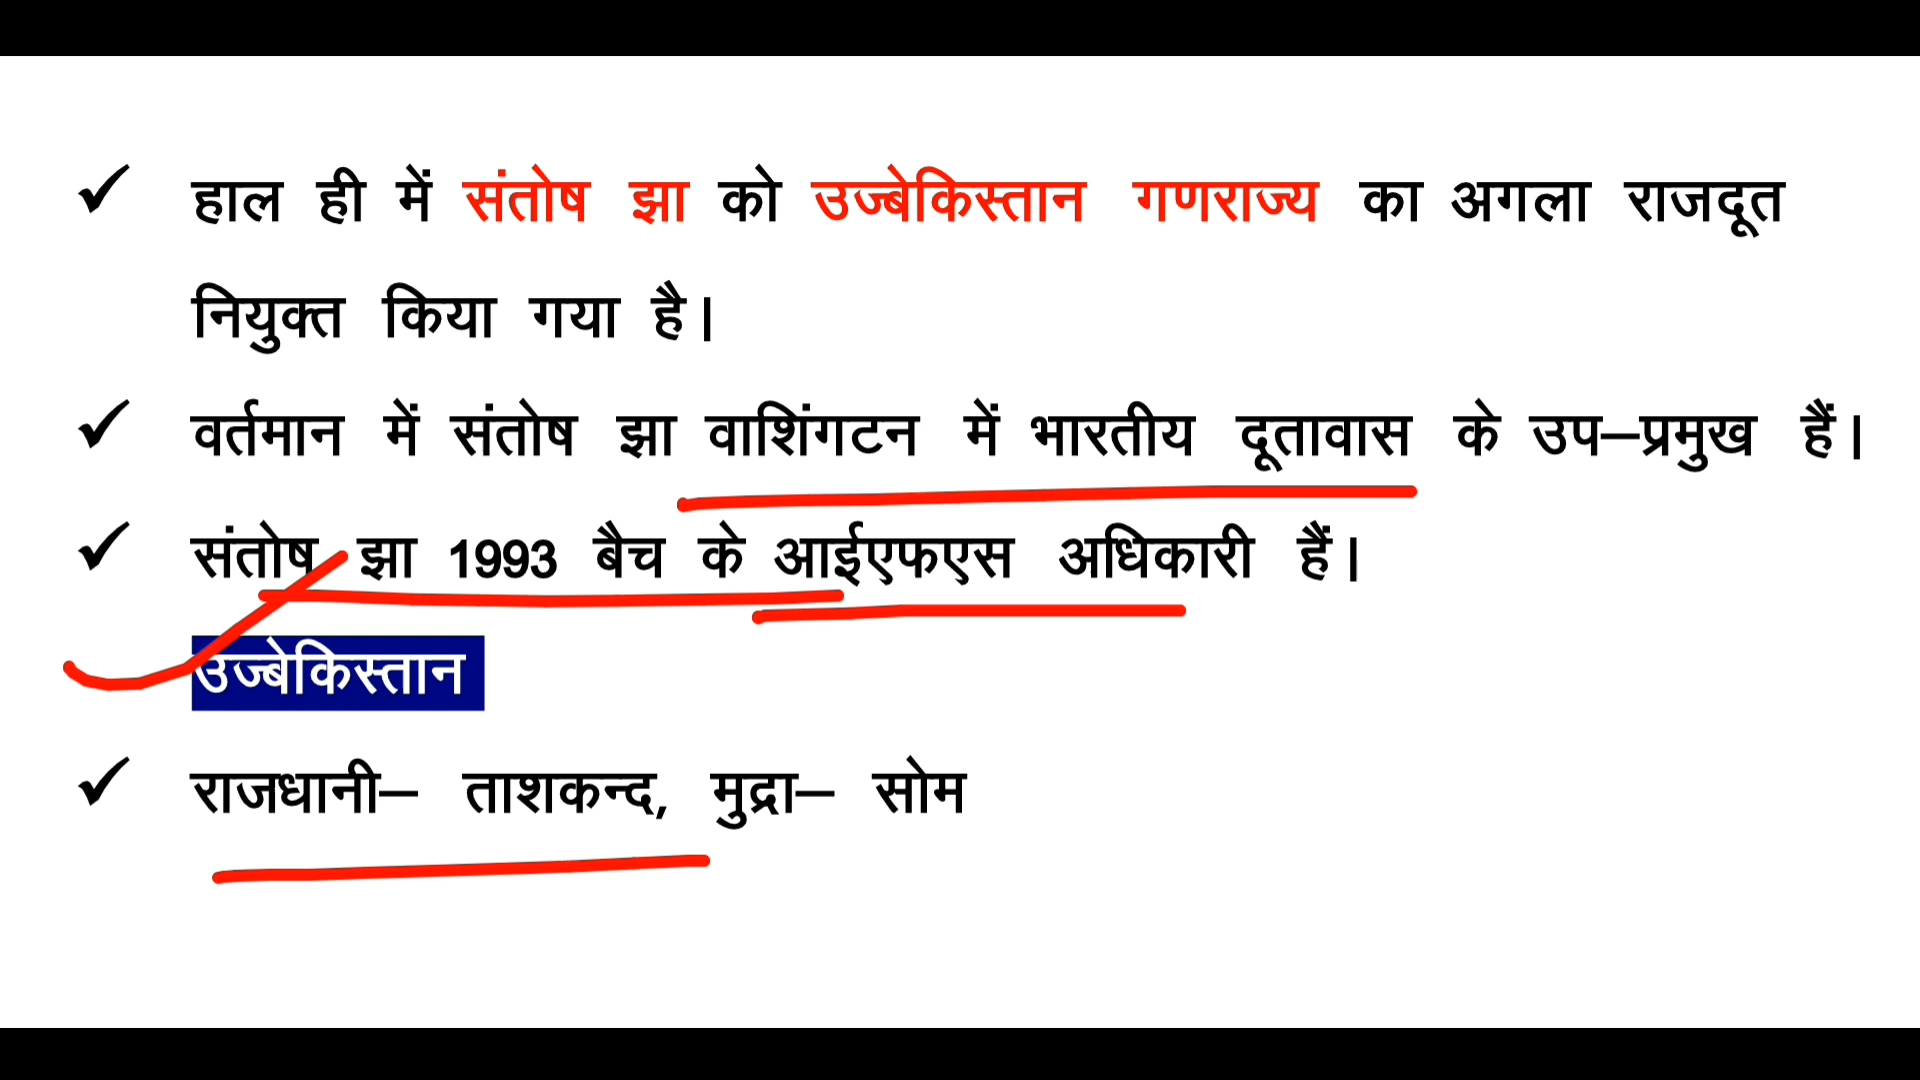 हाल ही में संतोष झा को उज्बेकिस्तान गणराज्य का अगला राजदूत
नियुक्त किया गया है।
वर्तमान में संतोष झा वाशिंगटन में भारतीय दूतावास के उप–प्रमुख हैं।
संतोष झा 1993 बैच के आईएफएस अधिकारी हैं।
उज्बेकिस्तान
राजधानी– ताशकन्द, मुद्रा– सोम